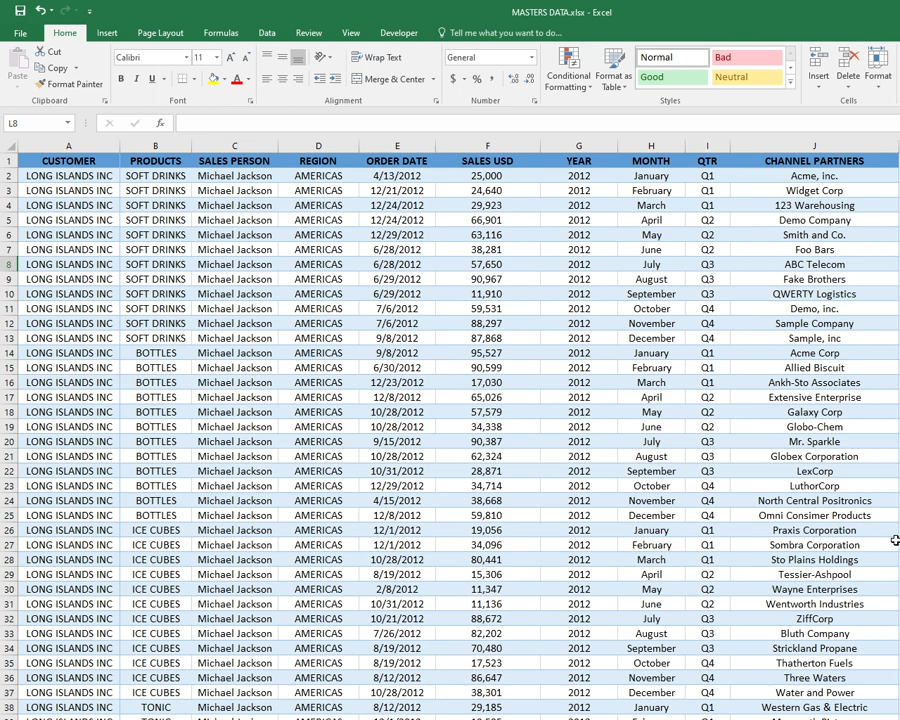 MASTERS DATA.xlsx - Excel
File Home Insert Page Layout Formulas Data Review View Developer Tell me what you want to do...
Paste
Cut
Copy
Format Painter
Clipboard
Calibri 11
B I U
Font
Wrap Text
Merge & Center
Alignment
General
$ % ,
Number
Conditional Formatting
Format as Table
Normal Bad
Good Neutral
Styles
Insert Delete Format
Cells
L8 fx
A B C D E F G H I J
1 CUSTOMER PRODUCTS SALES PERSON REGION ORDER DATE SALES USD YEAR MONTH QTR CHANNEL PARTNERS
2 LONG ISLANDS INC SOFT DRINKS Michael Jackson AMERICAS 4/13/2012 25,000 2012 January Q1 Acme, inc.
3 LONG ISLANDS INC SOFT DRINKS Michael Jackson AMERICAS 12/21/2012 24,640 2012 February Q1 Widget Corp
4 LONG ISLANDS INC SOFT DRINKS Michael Jackson AMERICAS 12/24/2012 29,923 2012 March Q1 123 Warehousing
5 LONG ISLANDS INC SOFT DRINKS Michael Jackson AMERICAS 12/24/2012 66,901 2012 April Q2 Demo Company
6 LONG ISLANDS INC SOFT DRINKS Michael Jackson AMERICAS 12/29/2012 63,116 2012 May Q2 Smith and Co.
7 LONG ISLANDS INC SOFT DRINKS Michael Jackson AMERICAS 6/28/2012 38,281 2012 June Q2 Foo Bars
8 LONG ISLANDS INC SOFT DRINKS Michael Jackson AMERICAS 6/28/2012 57,650 2012 July Q3 ABC Telecom
9 LONG ISLANDS INC SOFT DRINKS Michael Jackson AMERICAS 6/29/2012 90,967 2012 August Q3 Fake Brothers
10 LONG ISLANDS INC SOFT DRINKS Michael Jackson AMERICAS 6/29/2012 11,910 2012 September Q3 QWERTY Logistics
11 LONG ISLANDS INC SOFT DRINKS Michael Jackson AMERICAS 7/6/2012 59,531 2012 October Q4 Demo, inc.
12 LONG ISLANDS INC SOFT DRINKS Michael Jackson AMERICAS 7/6/2012 88,297 2012 November Q4 Sample Company
13 LONG ISLANDS INC SOFT DRINKS Michael Jackson AMERICAS 9/8/2012 87,868 2012 December Q4 Sample, inc
14 LONG ISLANDS INC BOTTLES Michael Jackson AMERICAS 9/8/2012 95,527 2012 January Q1 Acme Corp
15 LONG ISLANDS INC BOTTLES Michael Jackson AMERICAS 6/30/2012 90,599 2012 February Q1 Allied Biscuit
16 LONG ISLANDS INC BOTTLES Michael Jackson AMERICAS 12/23/2012 17,030 2012 March Q1 Ankh-Sto Associates
17 LONG ISLANDS INC BOTTLES Michael Jackson AMERICAS 12/8/2012 65,026 2012 April Q2 Extensive Enterprise
18 LONG ISLANDS INC BOTTLES Michael Jackson AMERICAS 10/28/2012 57,579 2012 May Q2 Galaxy Corp
19 LONG ISLANDS INC BOTTLES Michael Jackson AMERICAS 10/28/2012 34,338 2012 June Q2 Globo-Chem
20 LONG ISLANDS INC BOTTLES Michael Jackson AMERICAS 9/15/2012 90,387 2012 July Q3 Mr. Sparkle
21 LONG ISLANDS INC BOTTLES Michael Jackson AMERICAS 10/28/2012 62,324 2012 August Q3 Globex Corporation
22 LONG ISLANDS INC BOTTLES Michael Jackson AMERICAS 10/31/2012 28,871 2012 September Q3 LexCorp
23 LONG ISLANDS INC BOTTLES Michael Jackson AMERICAS 12/29/2012 34,714 2012 October Q4 LuthorCorp
24 LONG ISLANDS INC BOTTLES Michael Jackson AMERICAS 4/15/2012 38,668 2012 November Q4 North Central Positronics
25 LONG ISLANDS INC BOTTLES Michael Jackson AMERICAS 12/8/2012 59,810 2012 December Q4 Omni Consimer Products
26 LONG ISLANDS INC ICE CUBES Michael Jackson AMERICAS 12/1/2012 19,056 2012 January Q1 Praxis Corporation
27 LONG ISLANDS INC ICE CUBES Michael Jackson AMERICAS 12/1/2012 34,096 2012 February Q1 Sombra Corporation
28 LONG ISLANDS INC ICE CUBES Michael Jackson AMERICAS 10/28/2012 80,441 2012 March Q1 Sto Plains Holdings
29 LONG ISLANDS INC ICE CUBES Michael Jackson AMERICAS 8/19/2012 15,306 2012 April Q2 Tessier-Ashpool
30 LONG ISLANDS INC ICE CUBES Michael Jackson AMERICAS 2/8/2012 11,347 2012 May Q2 Wayne Enterprises
31 LONG ISLANDS INC ICE CUBES Michael Jackson AMERICAS 10/31/2012 11,136 2012 June Q2 Wentworth Industries
32 LONG ISLANDS INC ICE CUBES Michael Jackson AMERICAS 10/21/2012 88,672 2012 July Q3 ZiffCorp
33 LONG ISLANDS INC ICE CUBES Michael Jackson AMERICAS 7/26/2012 82,202 2012 August Q3 Bluth Company
34 LONG ISLANDS INC ICE CUBES Michael Jackson AMERICAS 8/19/2012 70,480 2012 September Q3 Strickland Propane
35 LONG ISLANDS INC ICE CUBES Michael Jackson AMERICAS 8/19/2012 17,523 2012 October Q4 Thatherton Fuels
36 LONG ISLANDS INC ICE CUBES Michael Jackson AMERICAS 8/12/2012 86,647 2012 November Q4 Three Waters
37 LONG ISLANDS INC ICE CUBES Michael Jackson AMERICAS 10/28/2012 38,301 2012 December Q4 Water and Power
38 LONG ISLANDS INC TONIC Michael Jackson AMERICAS 8/12/2012 29,185 2012 January Q1 Western Gas & Electric